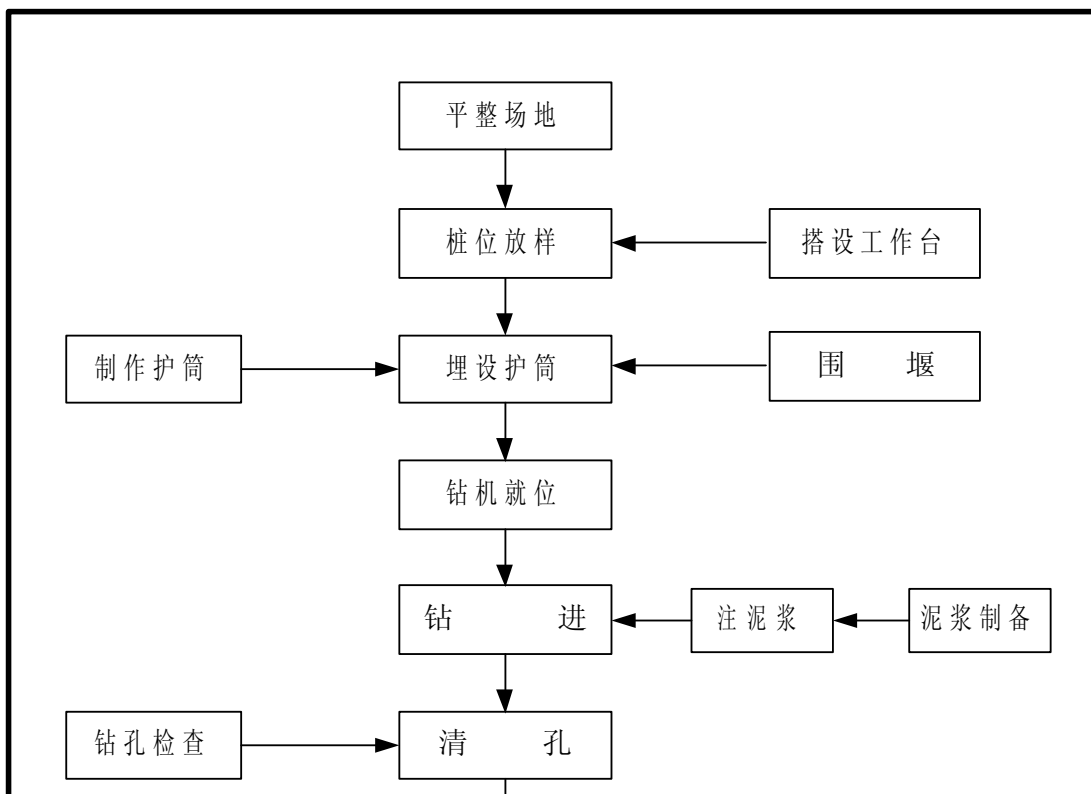 平整场地
桩位放样
搭设工作台
制作护筒
埋设护筒
围 堰
钻机就位
钻 进
注泥浆
泥浆制备
钻孔检查
清 孔